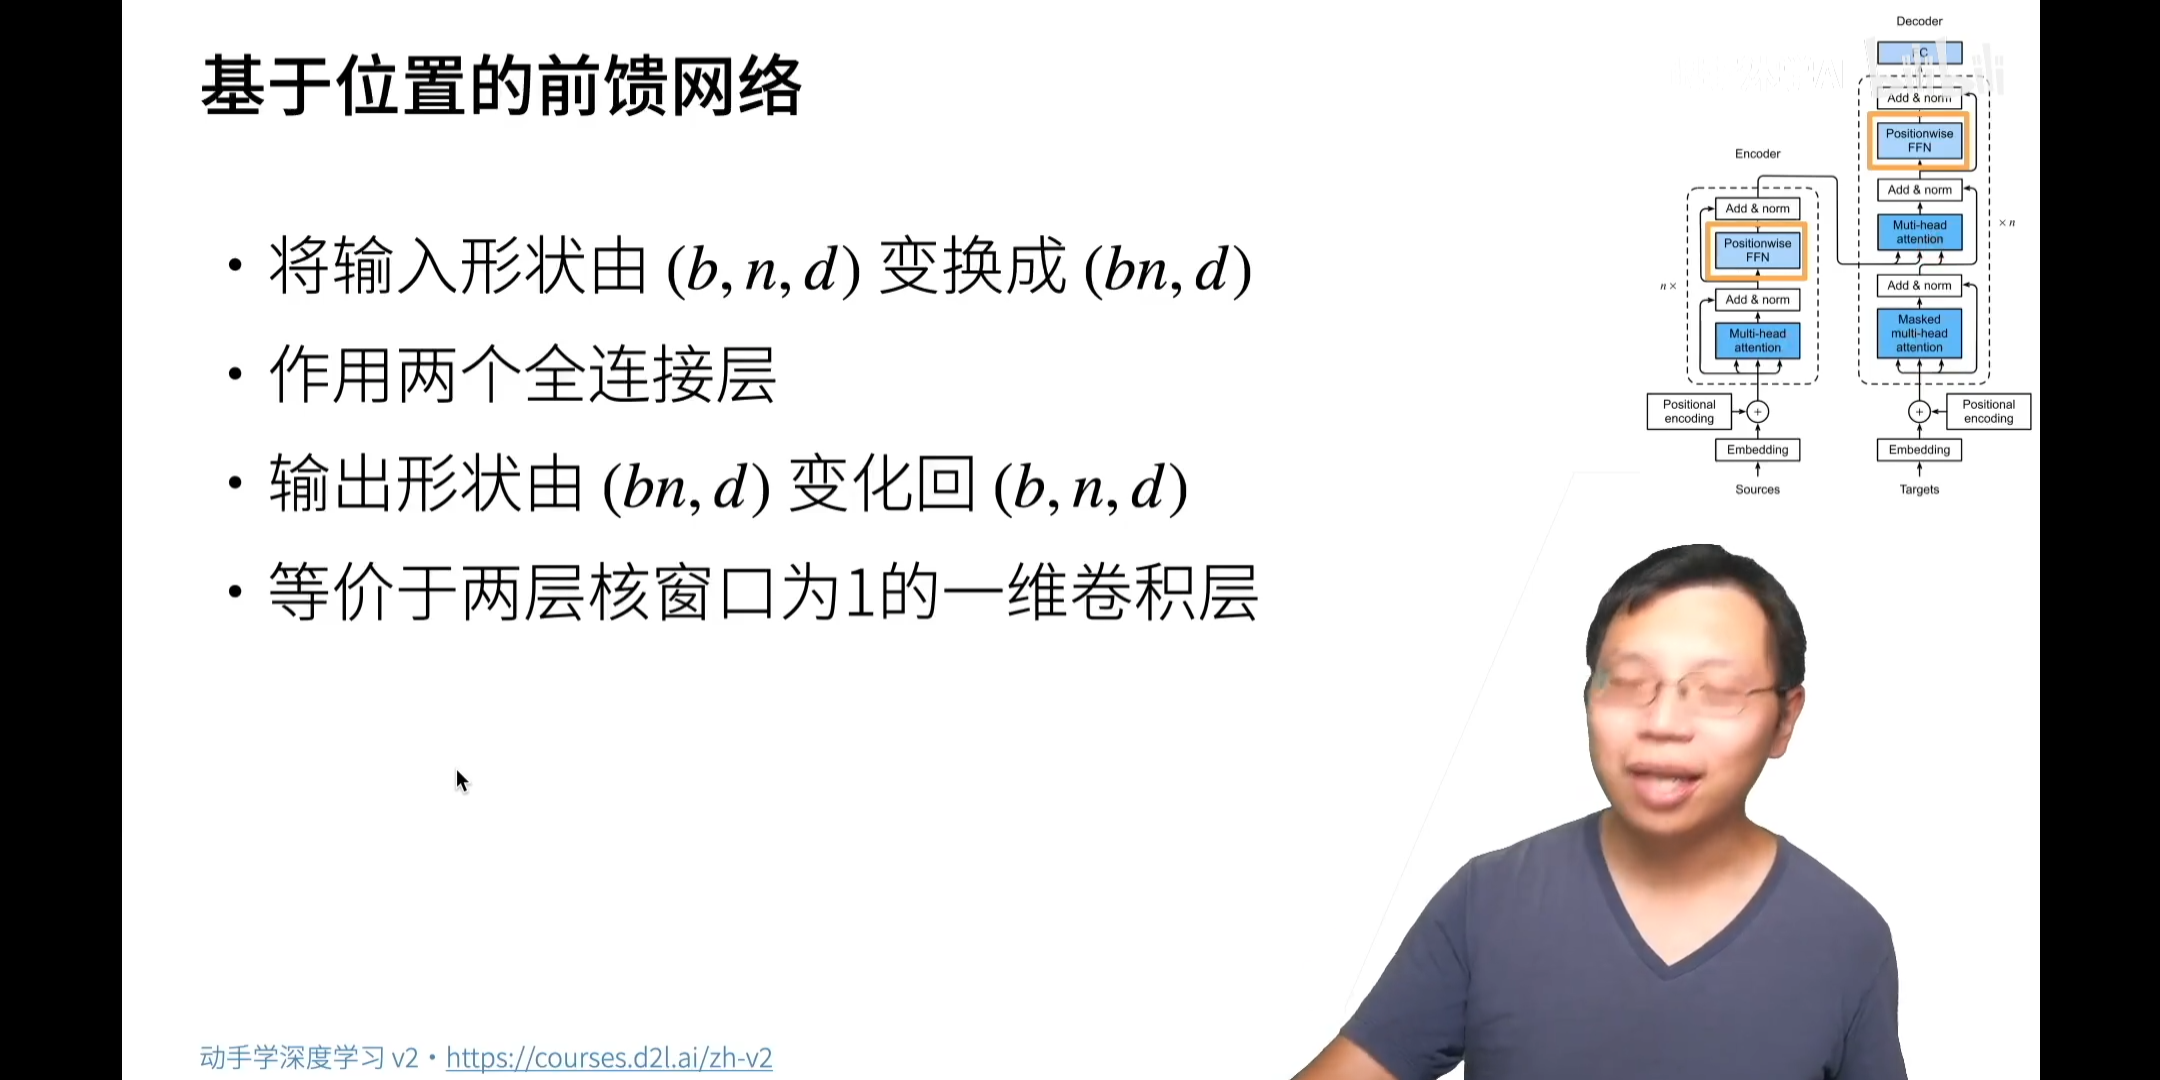 基于位置的前馈网络
• 将输入形状由 (b, n, d) 变换成 (bn, d)
• 作用两个全连接层
• 输出形状由 (bn, d) 变化回 (b, n, d)
• 等价于两层核窗口为1的一维卷积层
Decoder
FC
Add & norm
Positionwise
FFN
Add & norm
Muti-head
attention
× n
Add & norm
Masked
multi-head
attention
Positional
encoding
+
Embedding
Targets
Encoder
Add & norm
Positionwise
FFN
n ×
Add & norm
Multi-head
attention
Positional
encoding
+
Embedding
Sources
动手学深度学习 v2 • https://courses.d2l.ai/zh-v2